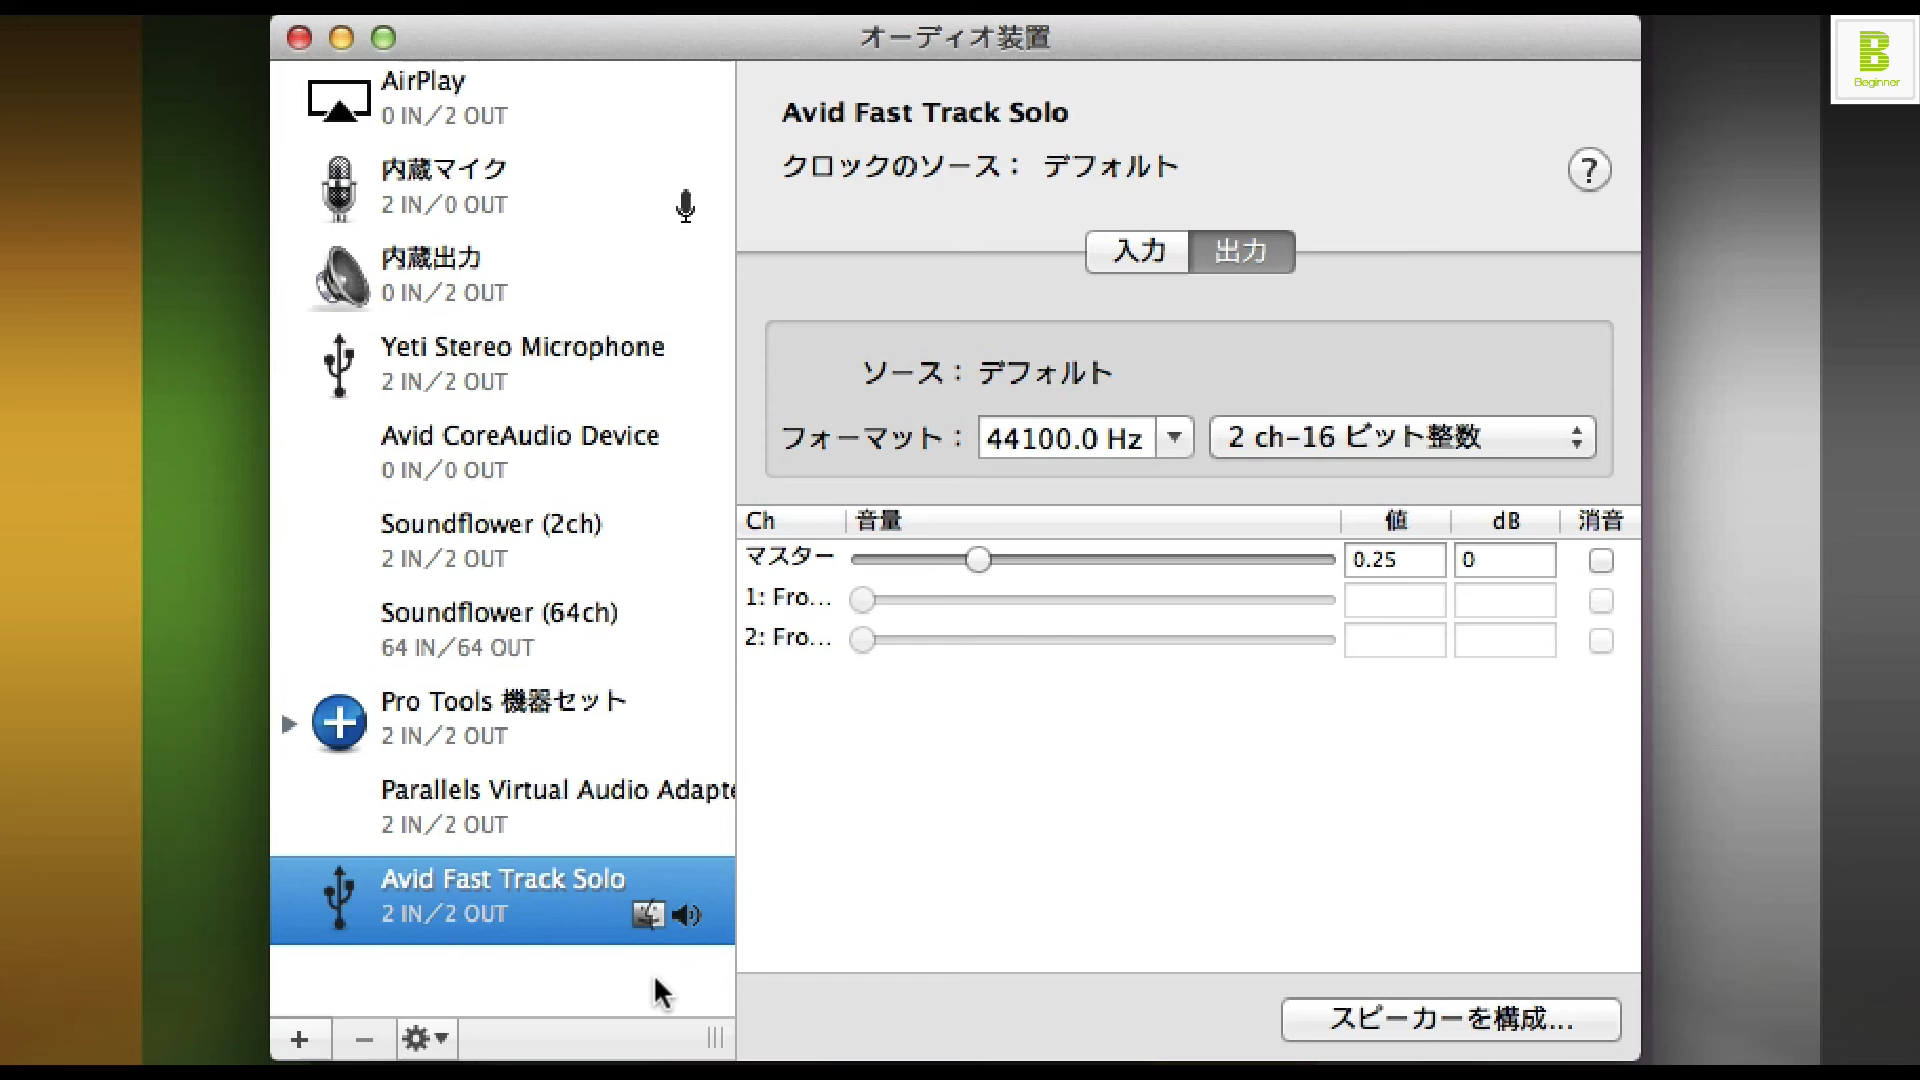 オーディオ装置
B
Beginner
AirPlay
0 IN／2 OUT
内蔵マイク
2 IN／0 OUT
内蔵出力
0 IN／2 OUT
Yeti Stereo Microphone
2 IN／2 OUT
Avid CoreAudio Device
0 IN／0 OUT
Soundflower (2ch)
2 IN／2 OUT
Soundflower (64ch)
64 IN／64 OUT
Pro Tools 機器セット
2 IN／2 OUT
Parallels Virtual Audio Adapte
2 IN／2 OUT
Avid Fast Track Solo
2 IN／2 OUT
Avid Fast Track Solo
クロックのソース： デフォルト
?
入力 出力
ソース： デフォルト
フォーマット： 44100.0 Hz 2 ch-16 ビット整数
Ch 音量 値 dB 消音
マスター 0.25 0
1: Fro...
2: Fro...
スピーカーを構成...